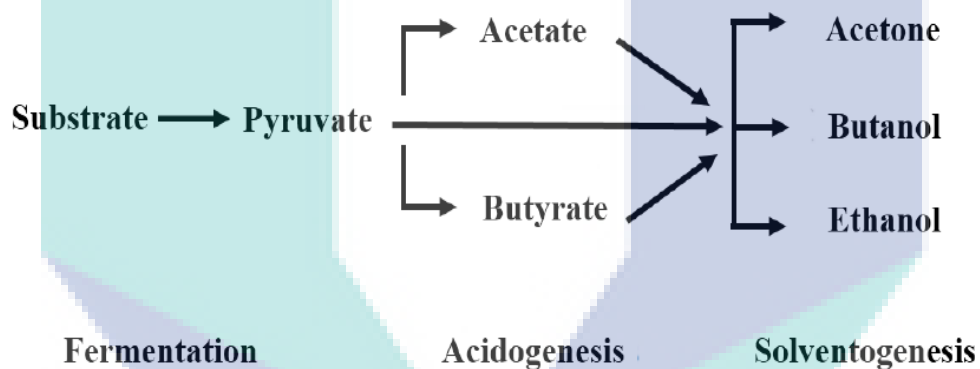 Acetate
Acetone
Substrate
Pyruvate
Butanol
Butyrate
Ethanol
Fermentation
Acidogenesis
Solventogenesis